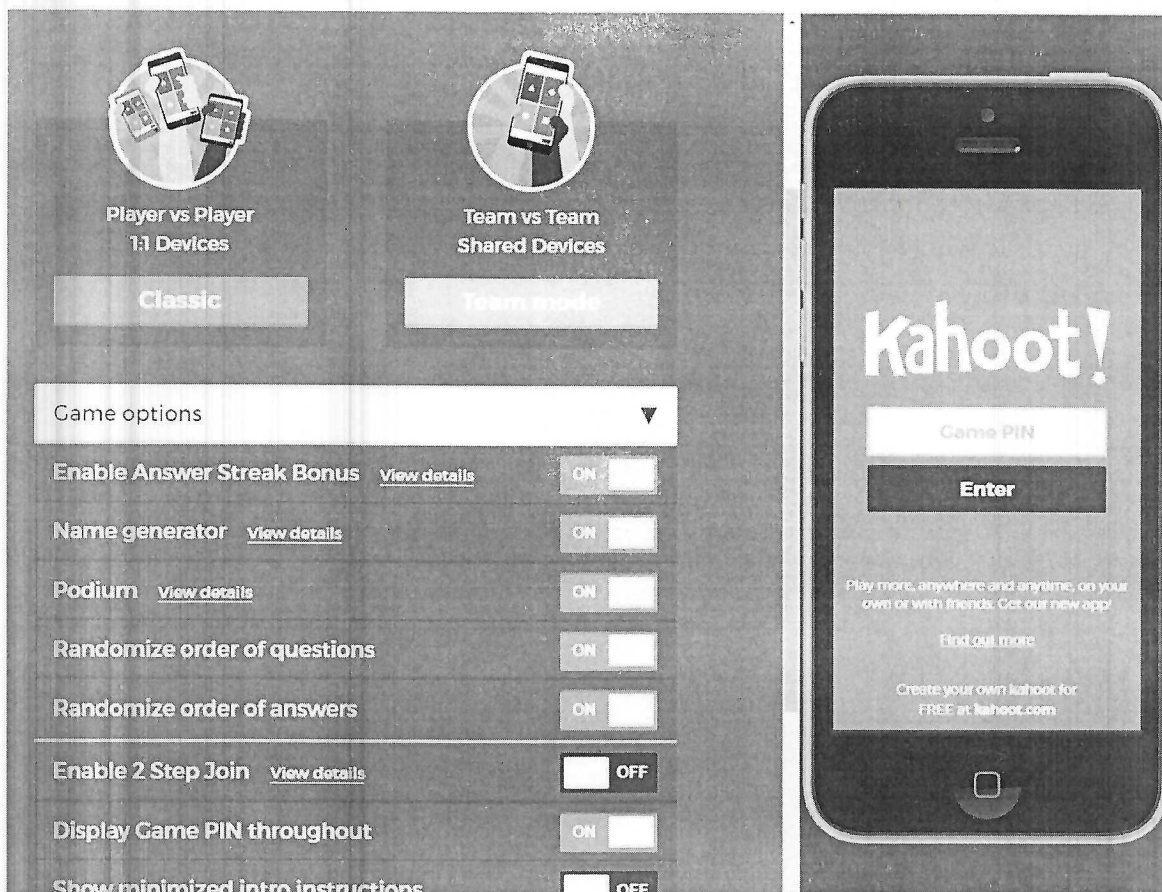 Player vs Player
1:1 Devices
Classic
Team vs Team
Shared Devices
Team mode
Game options
Enable Answer Streak Bonus View details ON
Name generator View details ON
Podium View details ON
Randomize order of questions ON
Randomize order of answers ON
Enable 2 Step Join View details OFF
Display Game PIN throughout ON
Show minimized intro instructions OFF
Kahoot!
Game PIN
Enter
Play more, anywhere and anytime, on your
own or with friends. Get our new app!
Find out more
Create your own kahoot for
FREE at kahoot.com